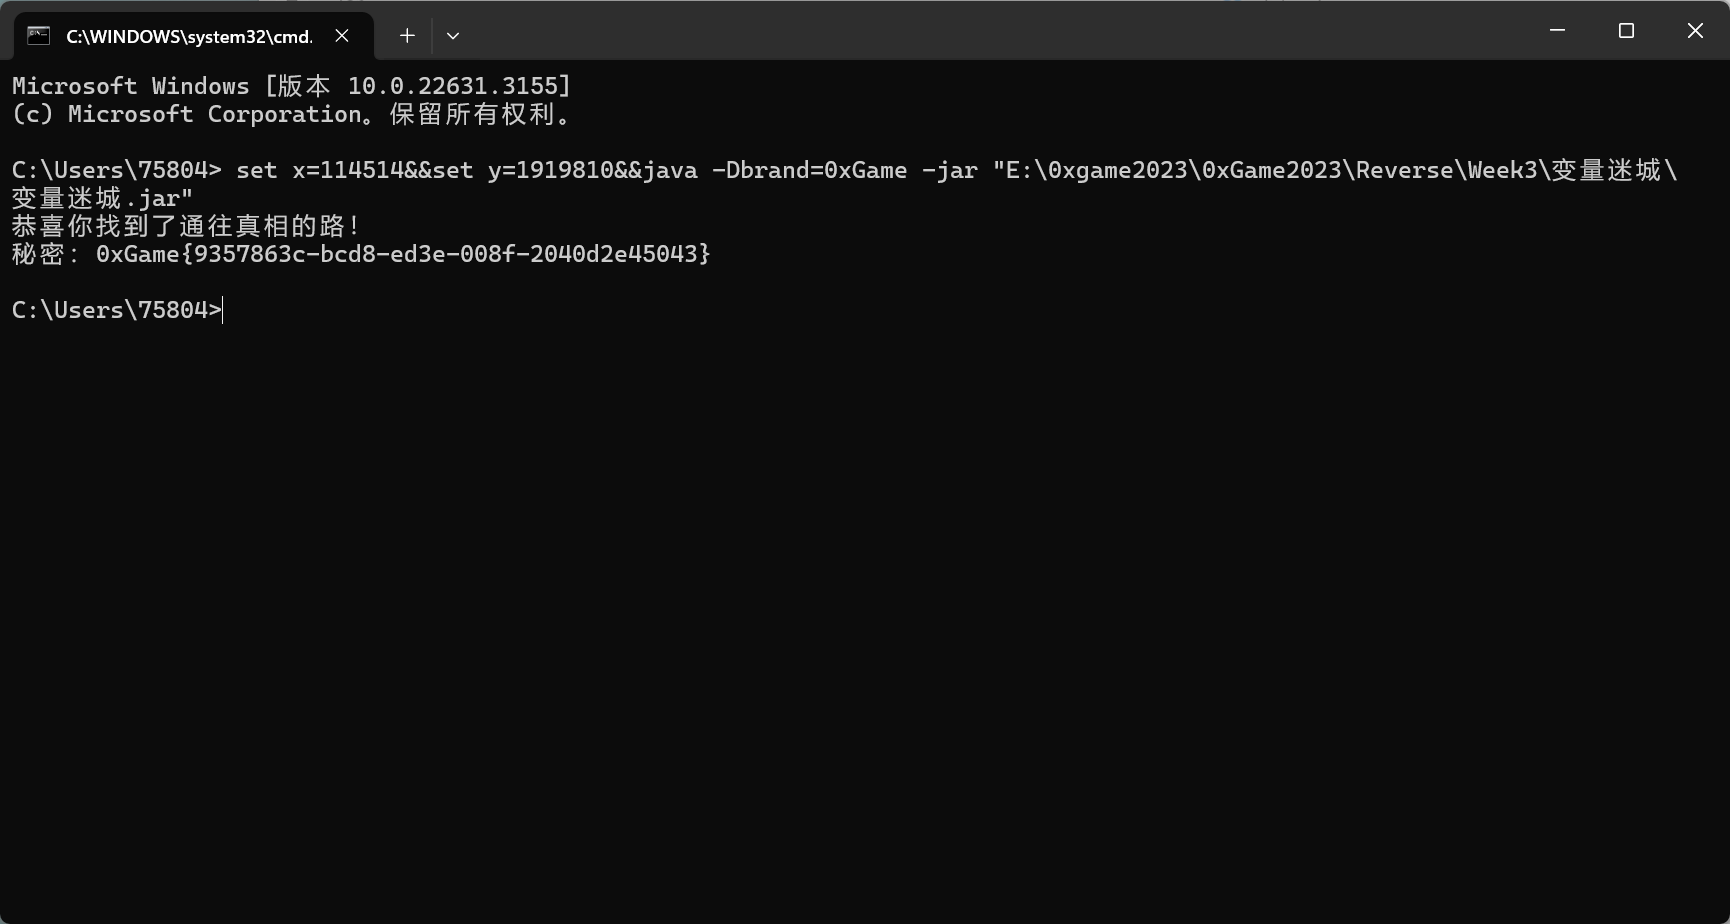 C:\WINDOWS\system32\cmd.
Microsoft Windows [版本 10.0.22631.3155]
(c) Microsoft Corporation。保留所有权利。
C:\Users\75804> set x=114514&&set y=1919810&&java -Dbrand=0xGame -jar "E:\0xgame2023\0xGame2023\Reverse\Week3\变量迷城\
变量迷城.jar"
恭喜你找到了通往真相的路!
秘密: 0xGame{9357863c-bcd8-ed3e-008f-2040d2e45043}
C:\Users\75804>